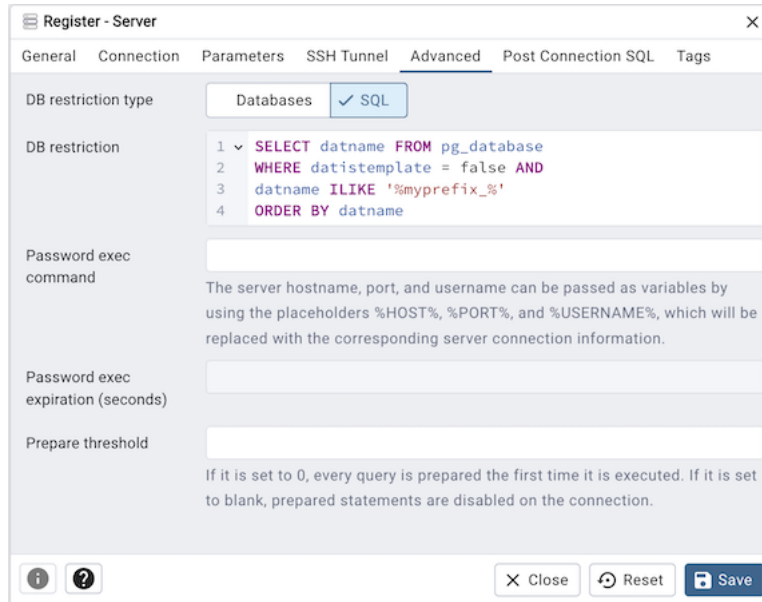 Register - Server
General Connection Parameters SSH Tunnel Advanced Post Connection SQL Tags
DB restriction type
Databases SQL
DB restriction
1 SELECT datname FROM pg_database
2 WHERE datistemplate = false AND
3 datname ILIKE '%myprefix_%'
4 ORDER BY datname
Password exec
command
The server hostname, port, and username can be passed as variables by
using the placeholders %HOST%, %PORT%, and %USERNAME%, which will be
replaced with the corresponding server connection information.
Password exec
expiration (seconds)
Prepare threshold
If it is set to 0, every query is prepared the first time it is executed. If it is set
to blank, prepared statements are disabled on the connection.
Close Reset Save